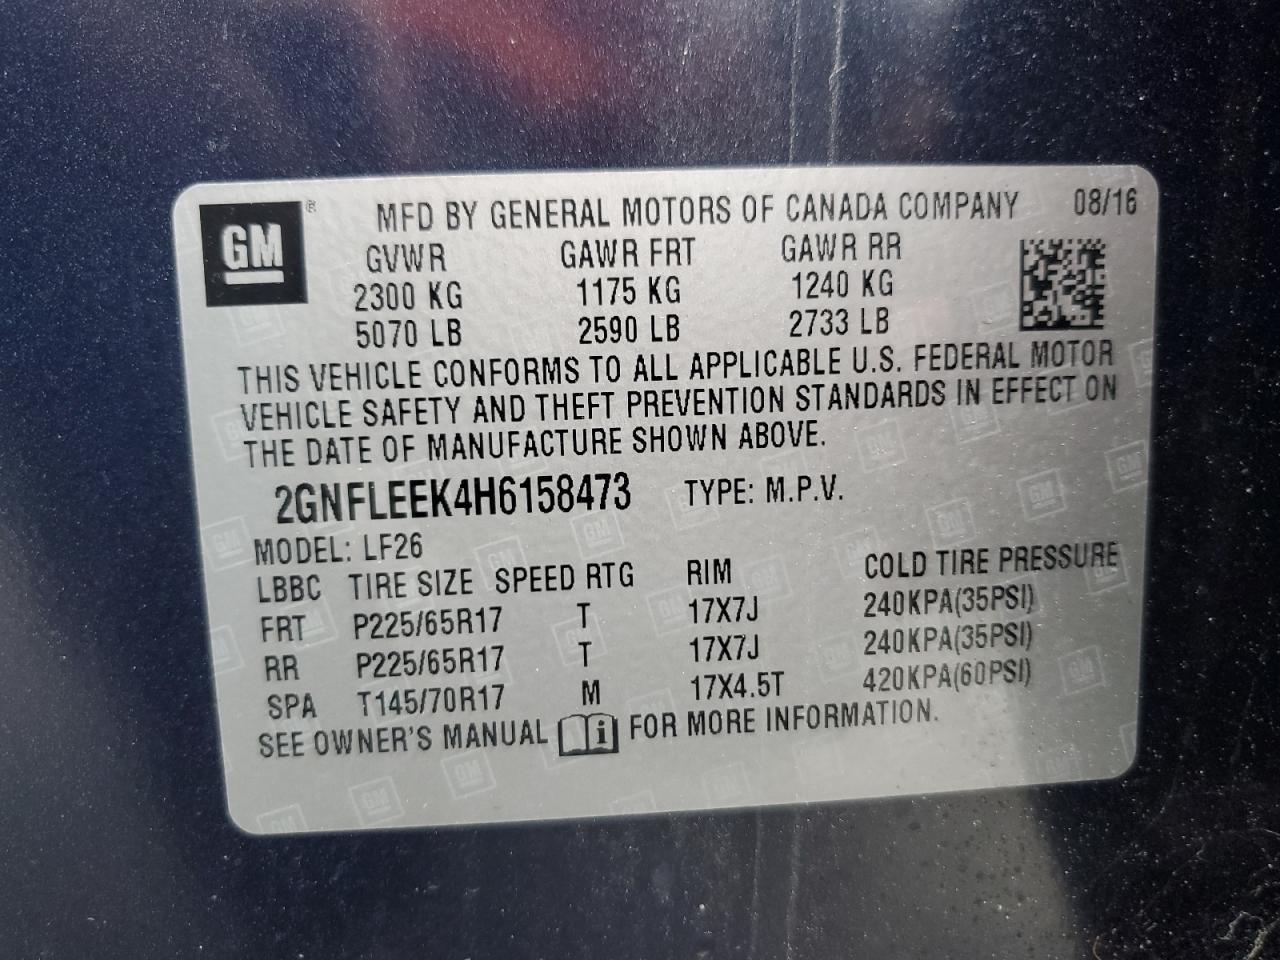 GM ® MFD BY GENERAL MOTORS OF CANADA COMPANY 08/16
GVWR GAWR FRT GAWR RR
2300 KG 1175 KG 1240 KG
5070 LB 2590 LB 2733 LB
THIS VEHICLE CONFORMS TO ALL APPLICABLE U.S. FEDERAL MOTOR
VEHICLE SAFETY AND THEFT PREVENTION STANDARDS IN EFFECT ON
THE DATE OF MANUFACTURE SHOWN ABOVE.
2GNFLEEK4H6158473 TYPE: M.P.V.
MODEL: LF26
LBBC TIRE SIZE SPEED RTG RIM COLD TIRE PRESSURE
FRT P225/65R17 T 17X7J 240KPA(35PSI)
RR P225/65R17 T 17X7J 240KPA(35PSI)
SPA T145/70R17 M 17X4.5T 420KPA(60PSI)
SEE OWNER'S MANUAL i FOR MORE INFORMATION.